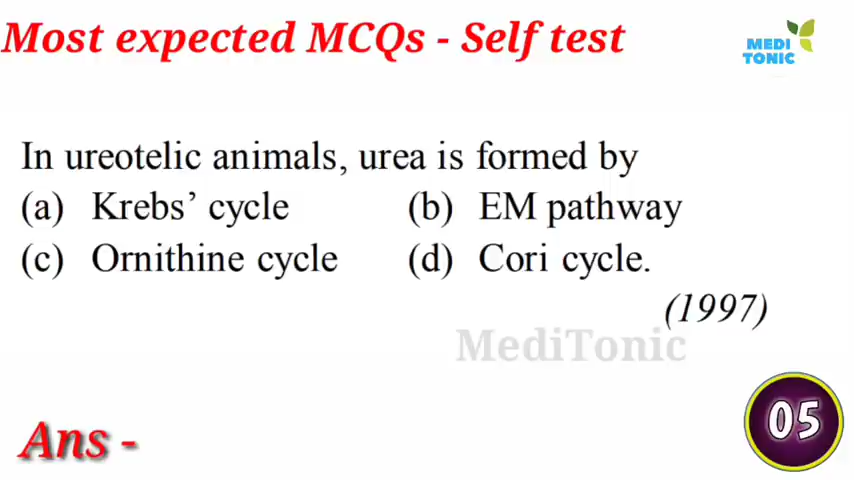 Most expected MCQs - Self test
MEDI
TONIC
In ureotelic animals, urea is formed by
(a) Krebs’ cycle (b) EM pathway
(c) Ornithine cycle (d) Cori cycle.
(1997)
MediTonic
05
Ans -